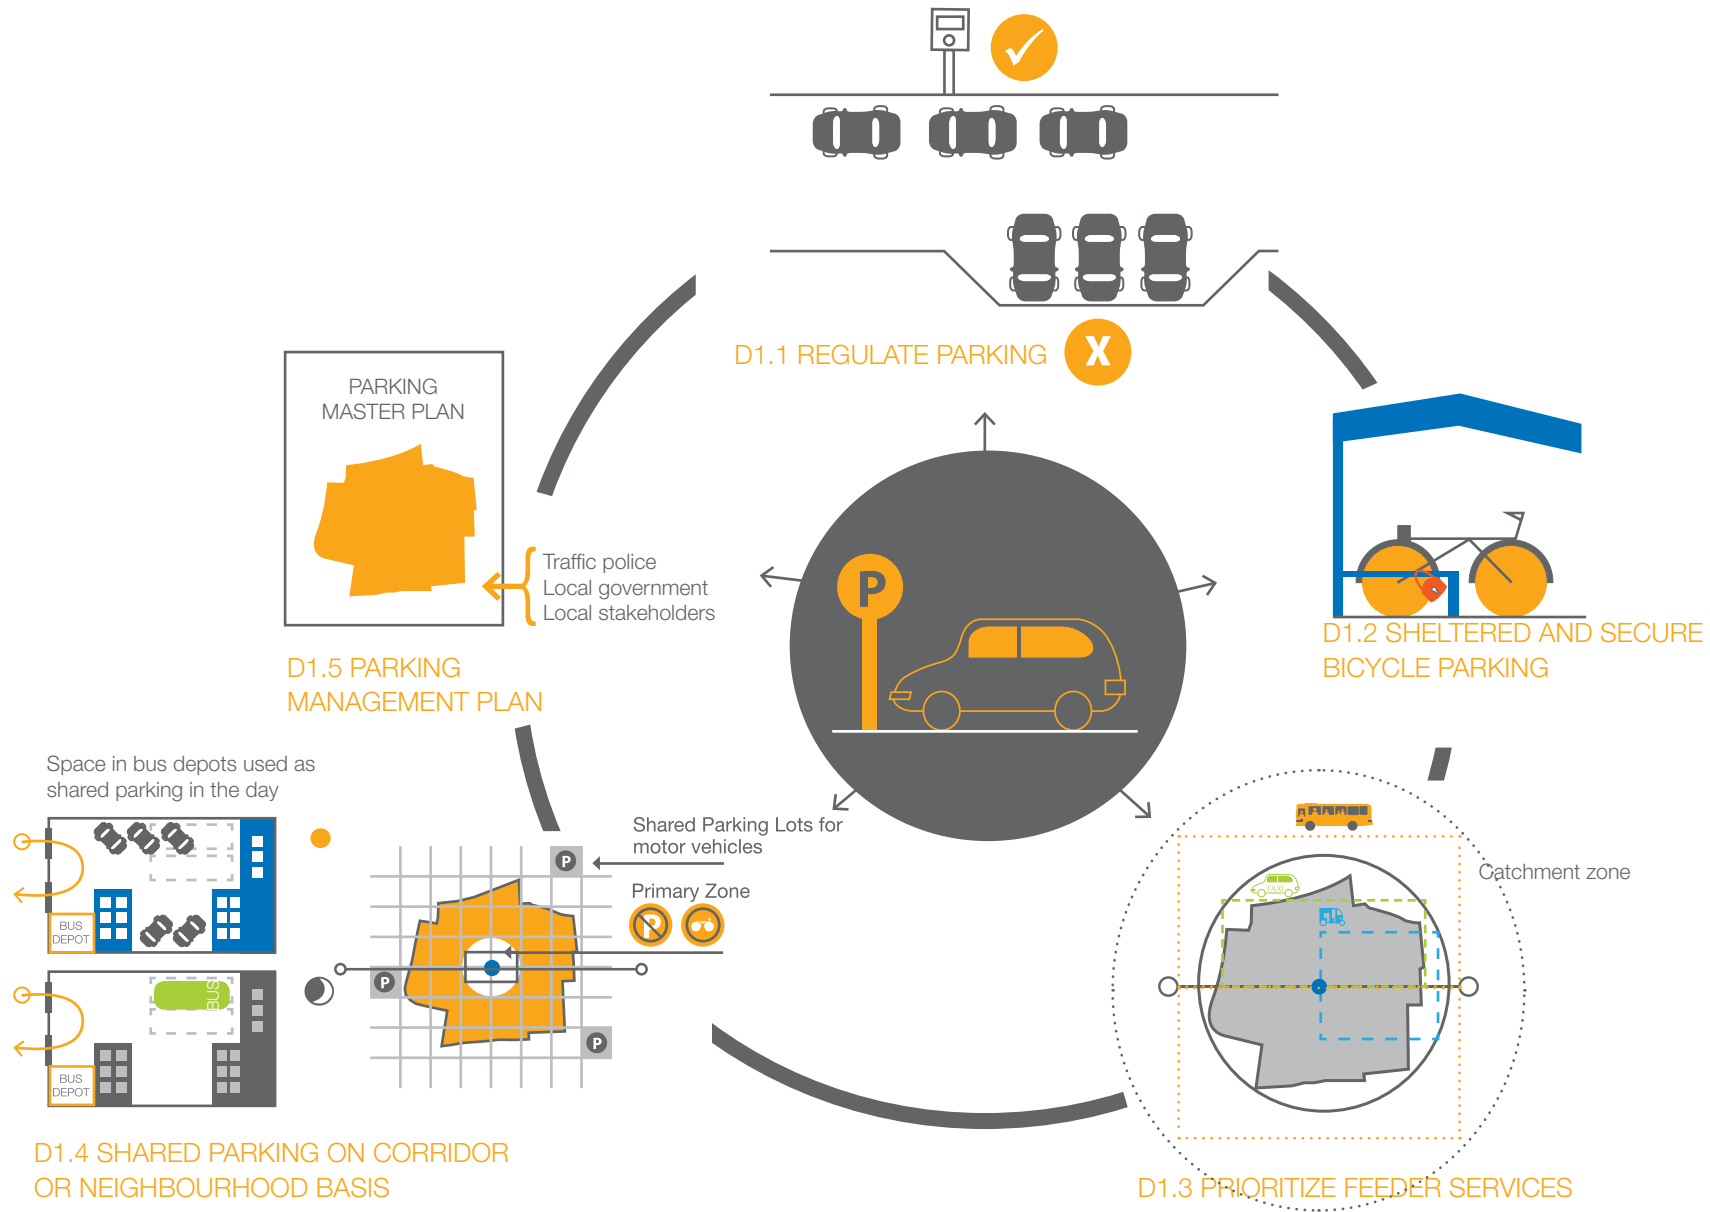 X
D1.1 REGULATE PARKING
PARKING
MASTER PLAN
Traffic police
Local government
Local stakeholders
D1.5 PARKING
MANAGEMENT PLAN
P
D1.2 SHELTERED AND SECURE
BICYCLE PARKING
Space in bus depots used as
shared parking in the day
BUS
DEPOT
BUS
BUS
DEPOT
Shared Parking Lots for
motor vehicles
Primary Zone
P
P
P
P
D1.4 SHARED PARKING ON CORRIDOR
OR NEIGHBOURHOOD BASIS
Catchment zone
TAXI
D1.3 PRIORITIZE FEEDER SERVICES